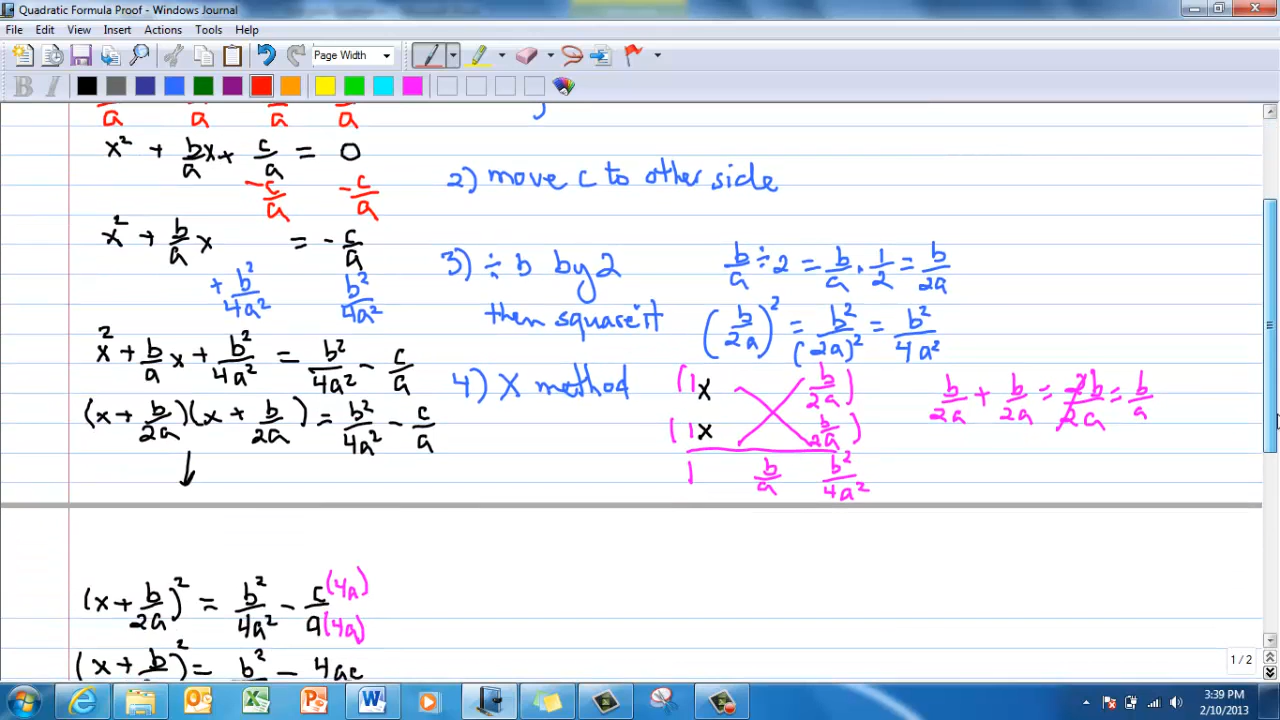 Quadratic Formula Proof - Windows Journal
File Edit View Insert Actions Tools Help
Page Width
B I
a a a a
x² + b/a x + c/a = 0
-c/a -c/a
2) move c to other side
x² + b/a x = - c/a
+ b²/4a² b²/4a²
3) ÷ b by 2
then square it
b/a ÷ 2 = b/a · 1/2 = b/2a
(b/2a)² = b²/(2a)² = b²/4a²
x² + b/a x + b²/4a² = b²/4a² - c/a
(x + b/2a)(x + b/2a) = b²/4a² - c/a
↓
4) X method
(1x b/2a)
(1x b/2a)
1 b/a b²/4a²
b/2a + b/2a = 2b/2a = b/a
(x + b/2a)² = b²/4a² - c(4a)/a(4a)
(x + b/)² = b² - 4ac
1 / 2
3:39 PM
2/10/2013